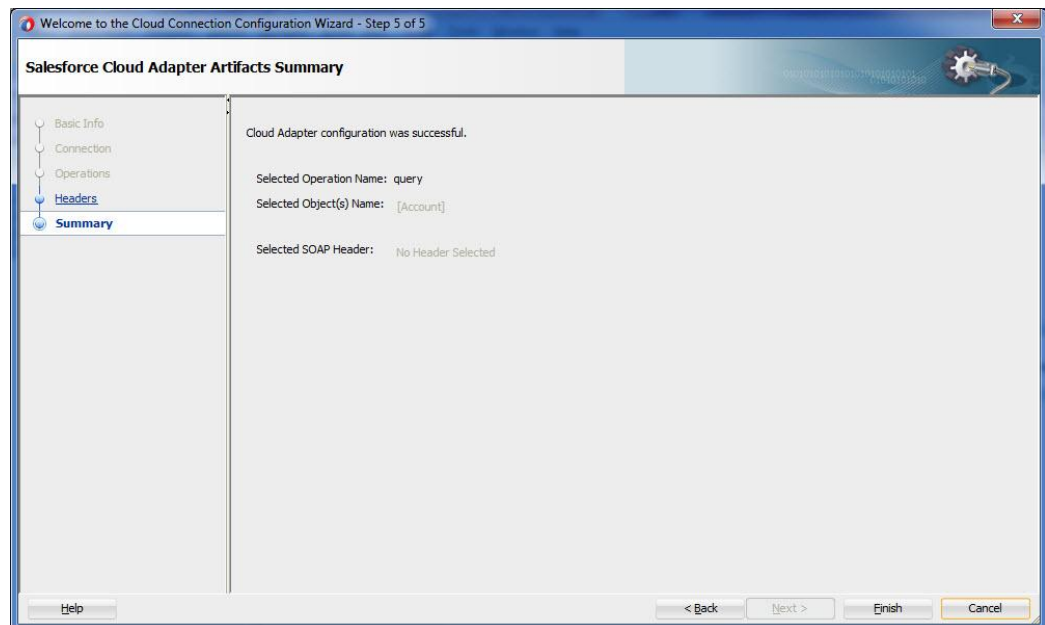 Welcome to the Cloud Connection Configuration Wizard - Step 5 of 5
Salesforce Cloud Adapter Artifacts Summary
Basic Info
Connection
Operations
Headers
Summary
Cloud Adapter configuration was successful.
Selected Operation Name: query
Selected Object(s) Name: [Account]
Selected SOAP Header: No Header Selected
Help
< Back
Next >
Finish
Cancel